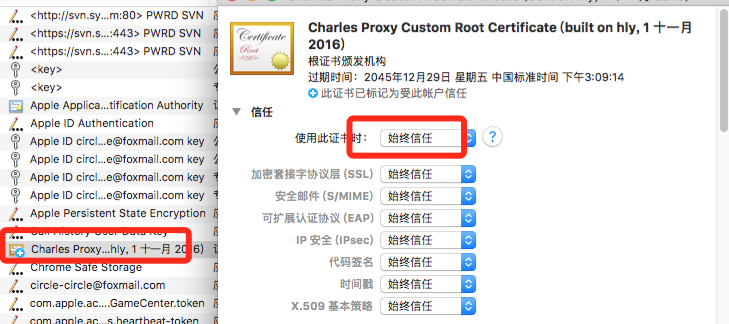 <https://svn.sy...m:80> PWRD SVN
<https://svn.s...:443> PWRD SVN
<https://svn.s...:443> PWRD SVN
<key>
<key>
Apple Applica...tification Authority
Apple ID Authentication
Apple ID circl...e@foxmail.com key
Apple ID circl...e@foxmail.com key
Apple ID circl...e@foxmail.com key
Apple ID circl...e@foxmail.com key
Apple Persistent State Encryption
Call History User Data Key
Charles Proxy...hly, 1 十一月 2016)
Chrome Safe Storage
circle-circle@foxmail.com
com.apple.ac....GameCenter.token
com.apple.ac...s.heartbeat-token
Charles Proxy Custom Root Certificate (built on hly, 1 十一月
2016)
Certificate
Root
根证书颁发机构
过期时间：2045年12月29日 星期五 中国标准时间 下午3:09:14
此证书已标记为受此帐户信任
信任
使用此证书时： 始终信任 ?
加密套接字协议层 (SSL) 始终信任
安全邮件 (S/MIME) 始终信任
可扩展认证协议 (EAP) 始终信任
IP 安全 (IPsec) 始终信任
代码签名 始终信任
时间戳 始终信任
X.509 基本策略 始终信任